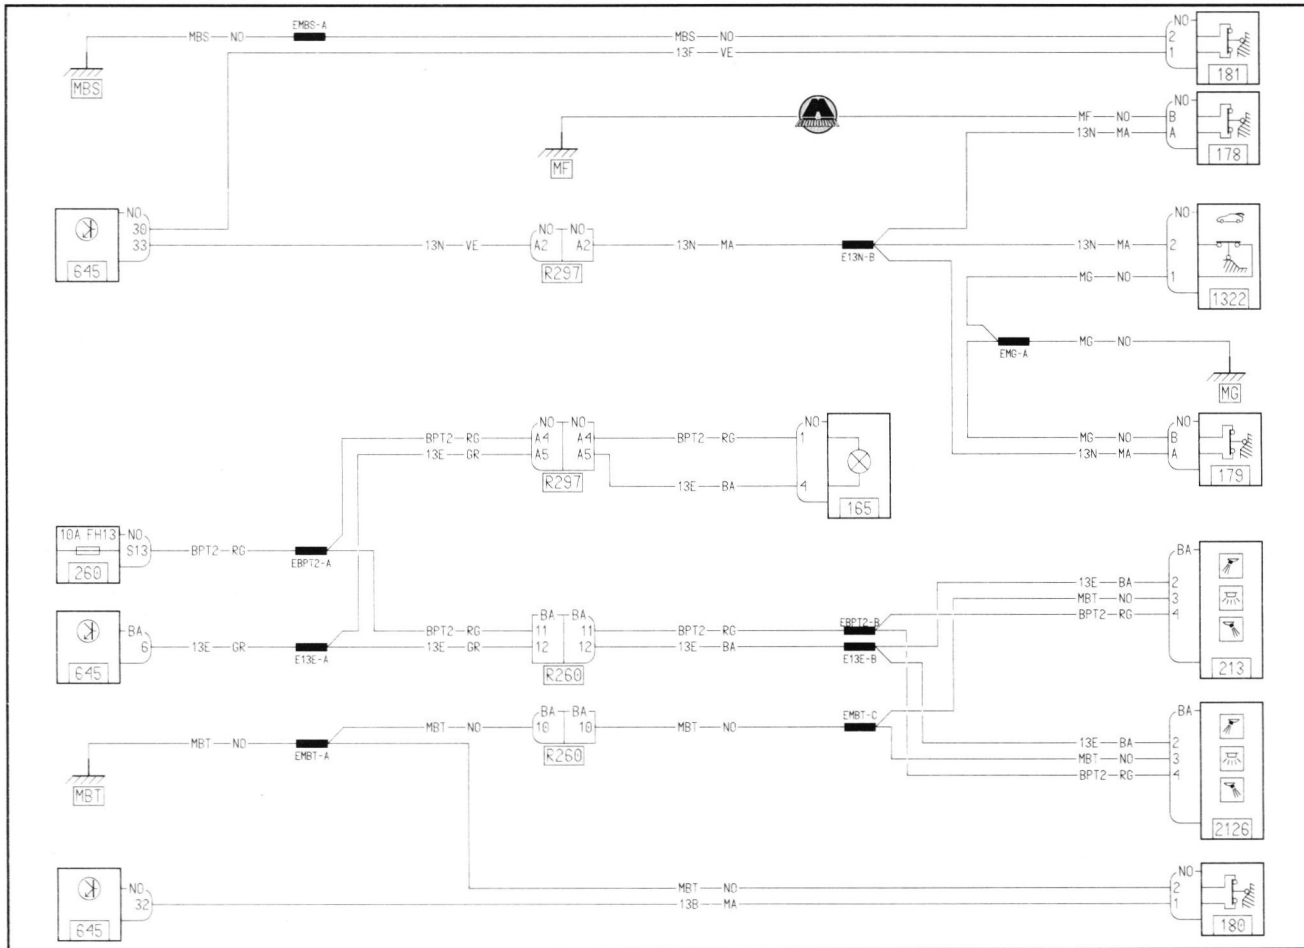 EMBS-A
MBS NO MBS NO NO 2
13F VE 1
MBS 181
NO
MF NO B
13N MA A
MF 178
NO 30
33 13N VE NO NO A2 A2 13N MA E13N-B 13N MA NO 2
645 R297 MG NO 1
1322
EMG-A MG NO
MG
NO NO NO NO
BPT2 RG A4 A4 BPT2 RG 1 MG NO B
13E GR A5 A5 13N MA A
R297 13E BA 4 179
165
10A FH13 NO
S13 BPT2 RG EBPT2-A
260 BA
13E BA 2
MBT NO 3
BPT2 RG 4
BA BA BA EBPT2-B
6 13E GR E13E-A BPT2 RG 11 11 BPT2 RG
13E GR 12 12 13E BA E13E-B
645 R260 213
BA BA EMBT-C BA
MBT NO 10 10 MBT NO
MBT NO EMBT-A R260 13E BA 2
MBT NO 3
MBT BPT2 RG 4
2126
NO NO
32 MBT NO 2
13B MA 1
645 180